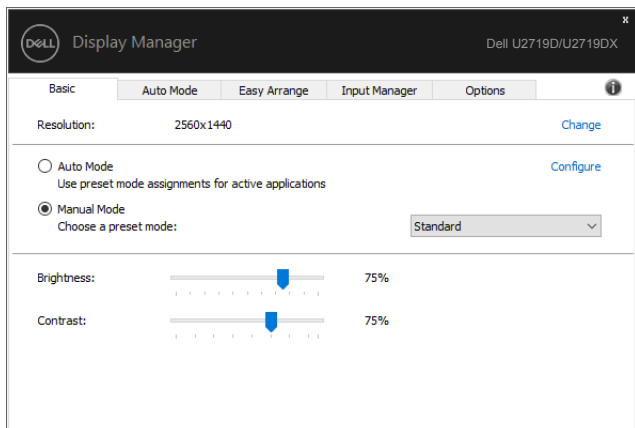 x
DELL Display Manager Dell U2719D/U2719DX
Basic Auto Mode Easy Arrange Input Manager Options i
Resolution: 2560x1440 Change
Auto Mode Configure
Use preset mode assignments for active applications
Manual Mode
Choose a preset mode: Standard
Brightness: 75%
Contrast: 75%